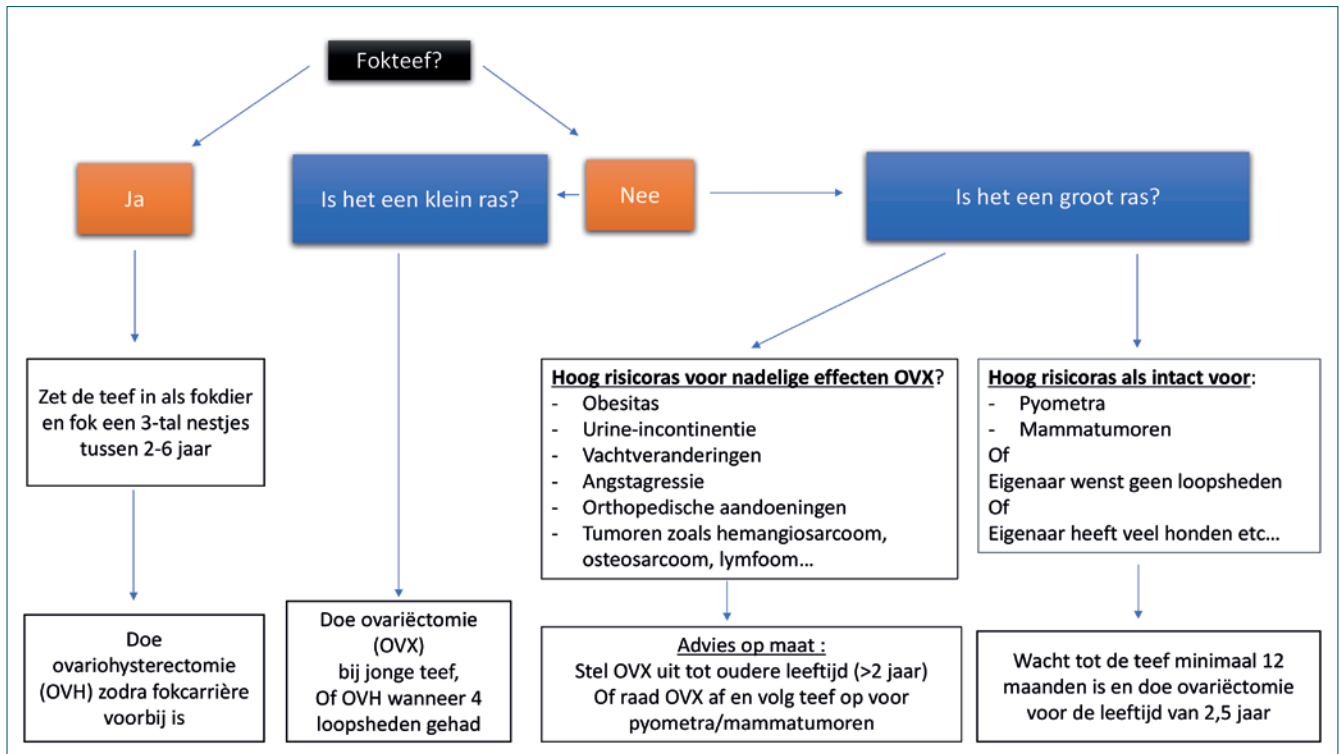 Fokteef?
Ja
Is het een klein ras?
Nee
Is het een groot ras?
Zet de teef in als fokdier
en fok een 3-tal nestjes
tussen 2-6 jaar
Hoog risicoras voor nadelige effecten OVX?
- Obesitas
- Urine-incontinentie
- Vachtveranderingen
- Angstagressie
- Orthopedische aandoeningen
- Tumoren zoals hemangiosarcoom,
osteosarcoom, lymfoom...
Hoog risicoras als intact voor:
- Pyometra
- Mammatumoren
Of
Eigenaar wenst geen loopsheden
Of
Eigenaar heeft veel honden etc...
Doe
ovariohysterectomie
(OVH) zodra fokcarrière
voorbij is
Doe ovariëctomie
(OVX)
bij jonge teef,
Of OVH wanneer 4
loopsheden gehad
Advies op maat :
Stel OVX uit tot oudere leeftijd (>2 jaar)
Of raad OVX af en volg teef op voor
pyometra/mammatumoren
Wacht tot de teef minimaal 12
maanden is en doe ovariëctomie
voor de leeftijd van 2,5 jaar